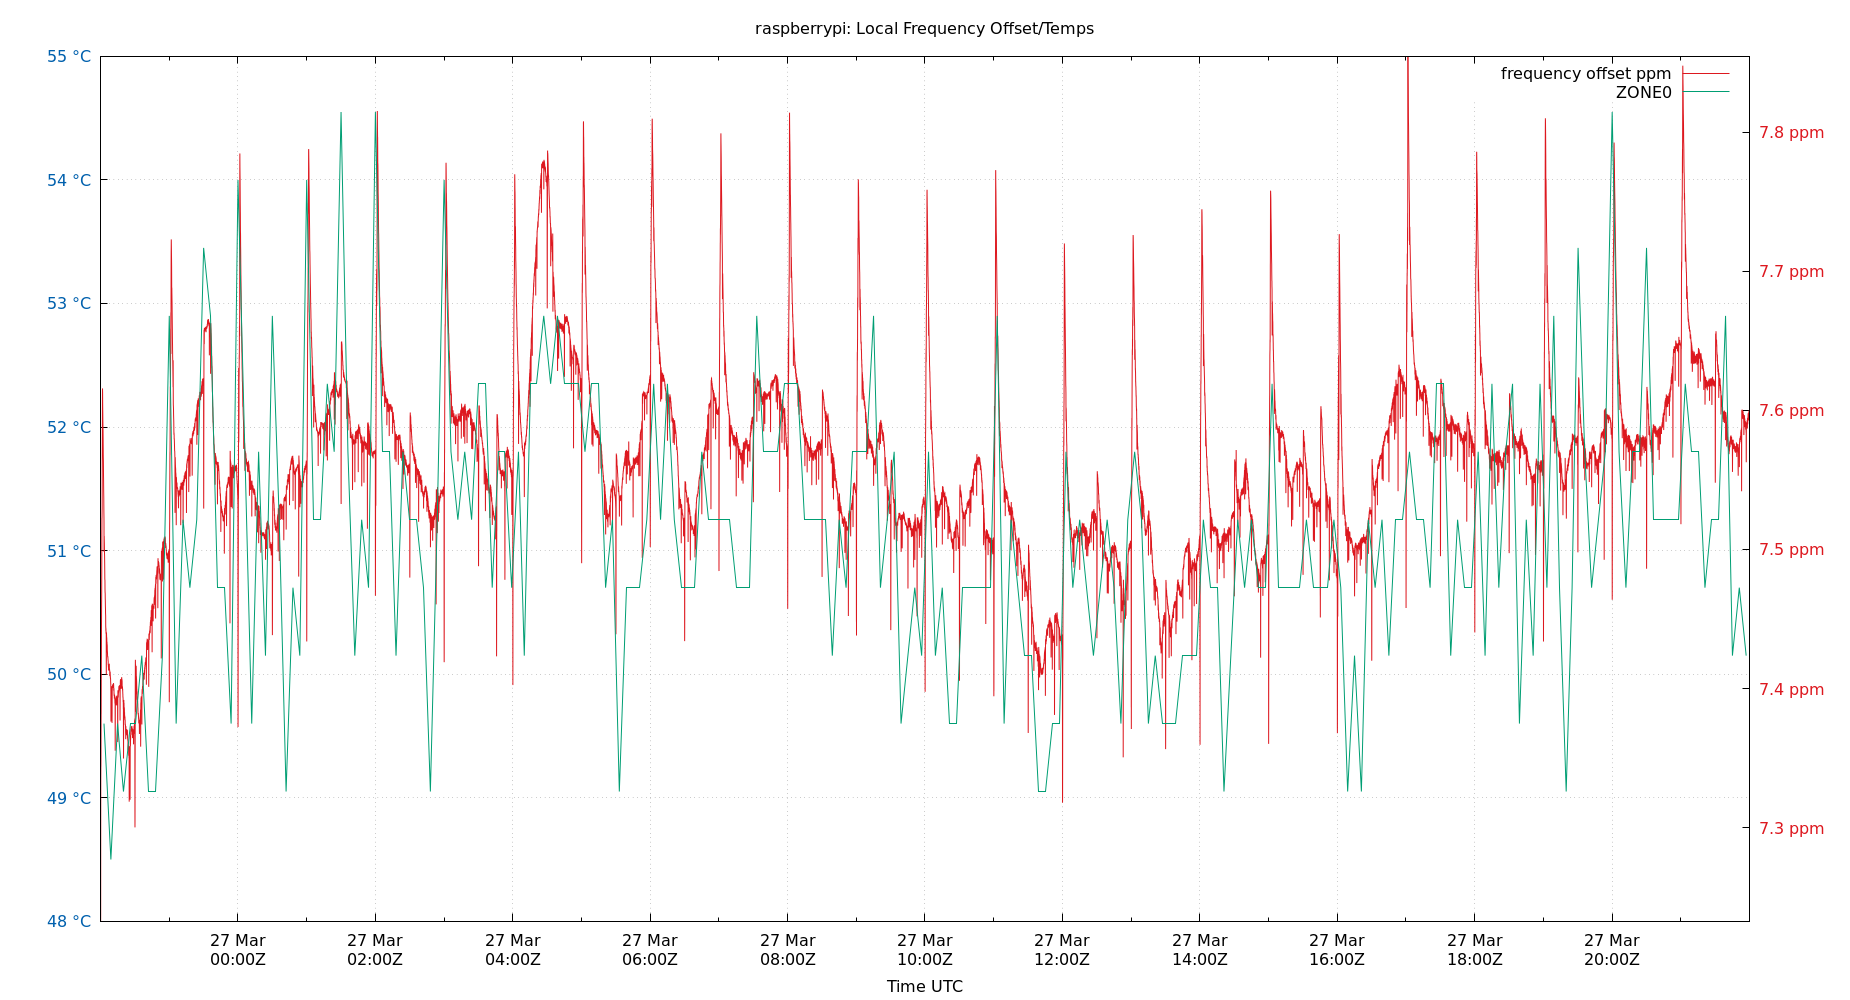 raspberrypi: Local Frequency Offset/Temps
55 °C
54 °C
53 °C
52 °C
51 °C
50 °C
49 °C
48 °C
frequency offset ppm
ZONE0
7.8 ppm
7.7 ppm
7.6 ppm
7.5 ppm
7.4 ppm
7.3 ppm
27 Mar
00:00Z
27 Mar
02:00Z
27 Mar
04:00Z
27 Mar
06:00Z
27 Mar
08:00Z
27 Mar
10:00Z
27 Mar
12:00Z
27 Mar
14:00Z
27 Mar
16:00Z
27 Mar
18:00Z
27 Mar
20:00Z
Time UTC